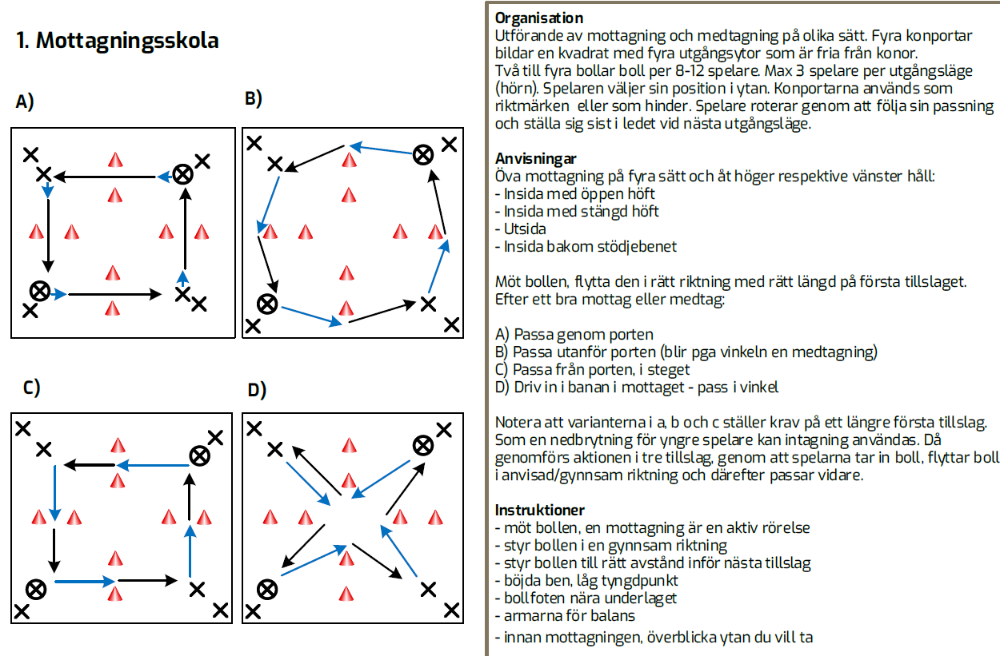 1. Mottagningsskola
A)
B)
C)
D)
Organisation
Utförande av mottagning och medtagning på olika sätt. Fyra konportar
bildar en kvadrat med fyra utgångsytor som är fria från konor.
Två till fyra bollar boll per 8-12 spelare. Max 3 spelare per utgångsläge
(hörn). Spelaren väljer sin position i ytan. Konportarna används som
riktmärken eller som hinder. Spelare roterar genom att följa sin passning
och ställa sig sist i ledet vid nästa utgångsläge.
Anvisningar
Öva mottagning på fyra sätt och åt höger respektive vänster håll:
- Insida med öppen höft
- Insida med stängd höft
- Utsida
- Insida bakom stödjebenet
Möt bollen, flytta den i rätt riktning med rätt längd på första tillslaget.
Efter ett bra mottag eller medtag:
A) Passa genom porten
B) Passa utanför porten (blir pga vinkeln en medtagning)
C) Passa från porten, i steget
D) Driv in i banan i mottaget - pass i vinkel
Notera att varianterna i a, b och c ställer krav på ett längre första tillslag.
Som en nedbrytning för yngre spelare kan intagning användas. Då
genomförs aktionen i tre tillslag, genom att spelarna tar in boll, flyttar boll
i anvisad/gynnsam riktning och därefter passar vidare.
Instruktioner
- möt bollen, en mottagning är en aktiv rörelse
- styr bollen i en gynnsam riktning
- styr bollen till rätt avstånd inför nästa tillslag
- böjda ben, låg tyngdpunkt
- bollfoten nära underlaget
- armarna för balans
- innan mottagningen, överblicka ytan du vill ta